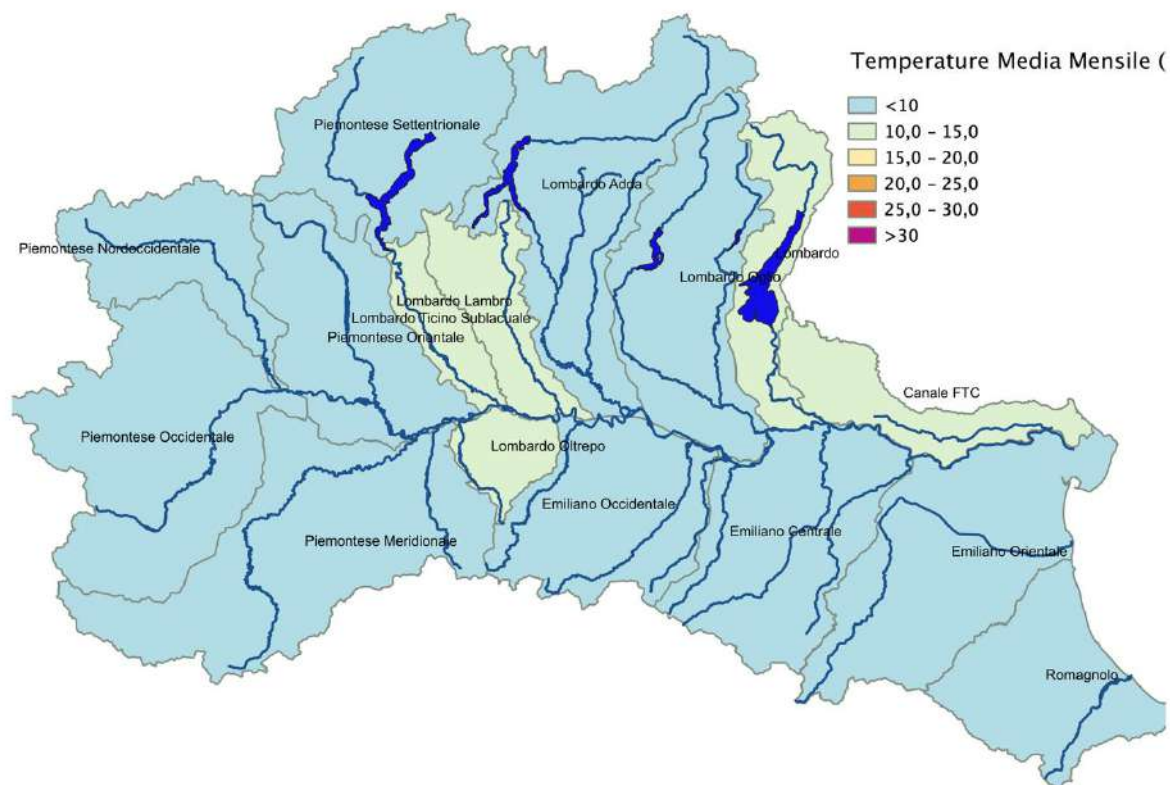 Temperature Media Mensile (
<10
10,0 – 15,0
15,0 – 20,0
20,0 – 25,0
25,0 – 30,0
>30
Piemontese Settentrionale
Lombardo Adda
Piemontese Nordoccidentale
Lombardo
Lombardo Oglio
Lombardo Lambro
Lombardo Ticino Sublacuale
Piemontese Orientale
Canale FTC
Piemontese Occidentale
Lombardo Oltrepo
Emiliano Occidentale
Emiliano Centrale
Piemontese Meridionale
Emiliano Orientale
Romagnolo